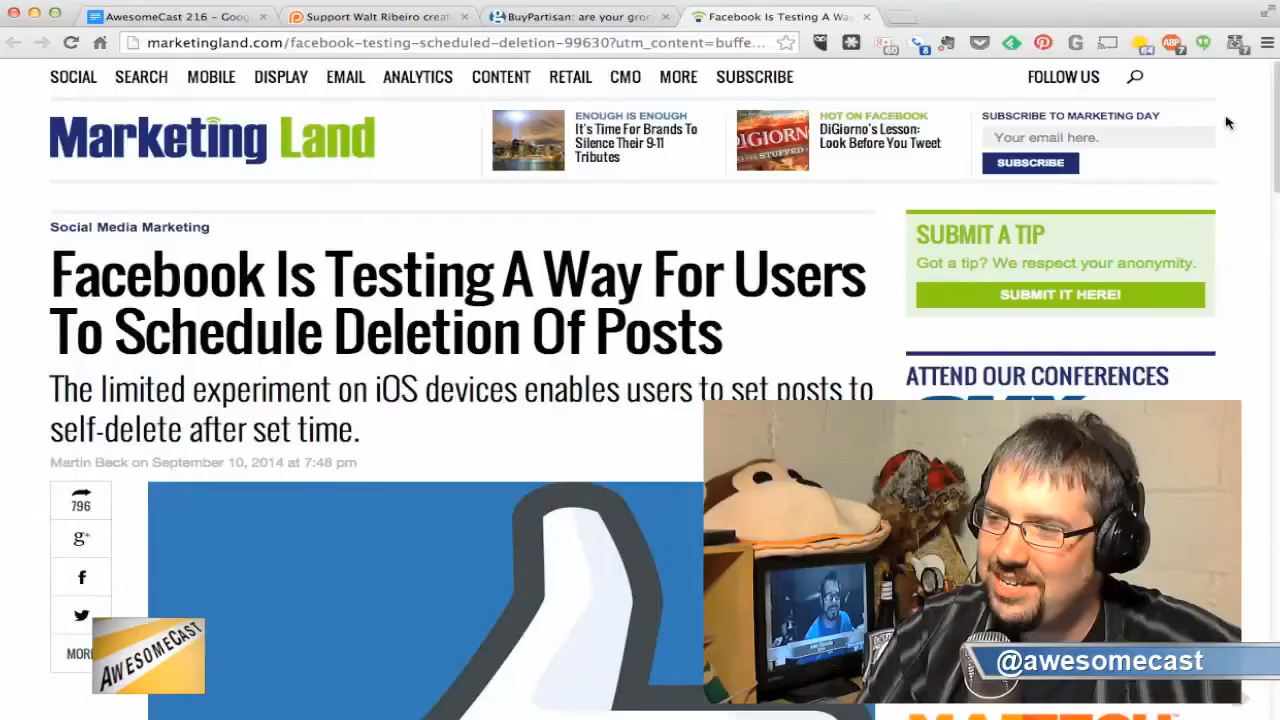 AwesomeCast 216 – Goog
Support Walt Ribeiro creat
BuyPartisan: are your gro
Facebook Is Testing A Way
marketingland.com/facebook-testing-scheduled-deletion-99630?utm_content=buffe...
SOCIAL SEARCH MOBILE DISPLAY EMAIL ANALYTICS CONTENT RETAIL CMO MORE SUBSCRIBE FOLLOW US
Marketing Land
ENOUGH IS ENOUGH
It's Time For Brands To
Silence Their 9-11
Tributes
DIGIORN
STUFFED
HOT ON FACEBOOK
DiGiorno's Lesson:
Look Before You Tweet
SUBSCRIBE TO MARKETING DAY
Your email here.
SUBSCRIBE
Social Media Marketing
Facebook Is Testing A Way For Users
To Schedule Deletion Of Posts
The limited experiment on iOS devices enables users to set posts to
self-delete after set time.
Martin Beck on September 10, 2014 at 7:48 pm
796
g+
f
MORE
SUBMIT A TIP
Got a tip? We respect your anonymity.
SUBMIT IT HERE!
ATTEND OUR CONFERENCES
AWESOMECAST
@awesomecast